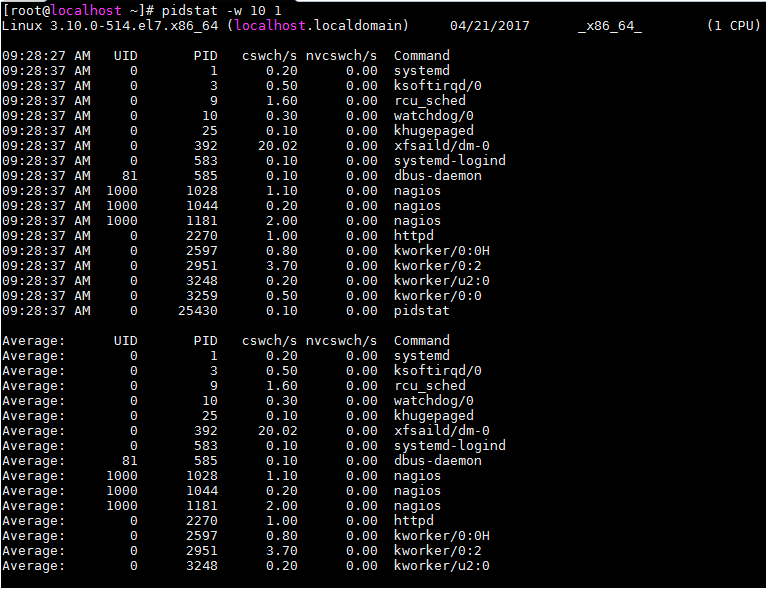 [root@localhost ~]# pidstat -w 10 1
Linux 3.10.0-514.el7.x86_64 (localhost.localdomain)     04/21/2017      _x86_64_        (1 CPU)

09:28:27 AM   UID       PID   cswch/s nvcswch/s  Command
09:28:37 AM     0         1      0.20      0.00  systemd
09:28:37 AM     0         3      0.50      0.00  ksoftirqd/0
09:28:37 AM     0         9      1.60      0.00  rcu_sched
09:28:37 AM     0        10      0.30      0.00  watchdog/0
09:28:37 AM     0        25      0.10      0.00  khugepaged
09:28:37 AM     0       392     20.02      0.00  xfsaild/dm-0
09:28:37 AM     0       583      0.10      0.00  systemd-logind
09:28:37 AM    81       585      0.10      0.00  dbus-daemon
09:28:37 AM  1000      1028      1.10      0.00  nagios
09:28:37 AM  1000      1044      0.20      0.00  nagios
09:28:37 AM  1000      1181      2.00      0.00  nagios
09:28:37 AM     0      2270      1.00      0.00  httpd
09:28:37 AM     0      2597      0.80      0.00  kworker/0:0H
09:28:37 AM     0      2951      3.70      0.00  kworker/0:2
09:28:37 AM     0      3248      0.20      0.00  kworker/u2:0
09:28:37 AM     0      3259      0.50      0.00  kworker/0:0
09:28:37 AM     0     25430      0.10      0.00  pidstat

Average:      UID       PID   cswch/s nvcswch/s  Command
Average:        0         1      0.20      0.00  systemd
Average:        0         3      0.50      0.00  ksoftirqd/0
Average:        0         9      1.60      0.00  rcu_sched
Average:        0        10      0.30      0.00  watchdog/0
Average:        0        25      0.10      0.00  khugepaged
Average:        0       392     20.02      0.00  xfsaild/dm-0
Average:        0       583      0.10      0.00  systemd-logind
Average:       81       585      0.10      0.00  dbus-daemon
Average:     1000      1028      1.10      0.00  nagios
Average:     1000      1044      0.20      0.00  nagios
Average:     1000      1181      2.00      0.00  nagios
Average:        0      2270      1.00      0.00  httpd
Average:        0      2597      0.80      0.00  kworker/0:0H
Average:        0      2951      3.70      0.00  kworker/0:2
Average:        0      3248      0.20      0.00  kworker/u2:0